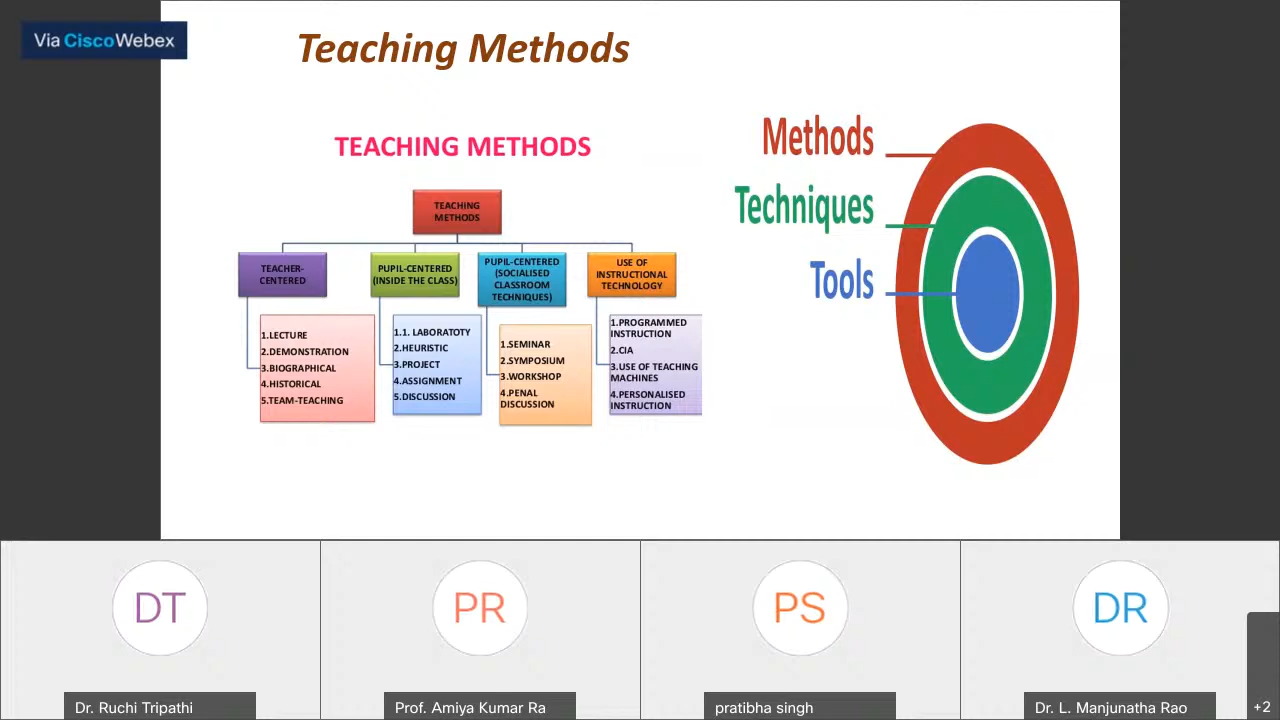 Via CiscoWebex
Teaching Methods
TEACHING METHODS
TEACHING
METHODS
TEACHER-
CENTERED
PUPIL-CENTERED
(INSIDE THE CLASS)
PUPIL-CENTERED
(SOCIALISED
CLASSROOM
TECHNIQUES)
USE OF
INSTRUCTIONAL
TECHNOLOGY
1.LECTURE
2.DEMONSTRATION
3.BIOGRAPHICAL
4.HISTORICAL
5.TEAM-TEACHING
1.1. LABORATOTY
2.HEURISTIC
3.PROJECT
4.ASSIGNMENT
5.DISCUSSION
1.SEMINAR
2.SYMPOSIUM
3.WORKSHOP
4.PENAL
DISCUSSION
1.PROGRAMMED
INSTRUCTION
2.CIA
3.USE OF TEACHING
MACHINES
4.PERSONALISED
INSTRUCTION
Methods
Techniques
Tools
DT
PR
PS
DR
Dr. Ruchi Tripathi
Prof. Amiya Kumar Ra
pratibha singh
Dr. L. Manjunatha Rao
+2